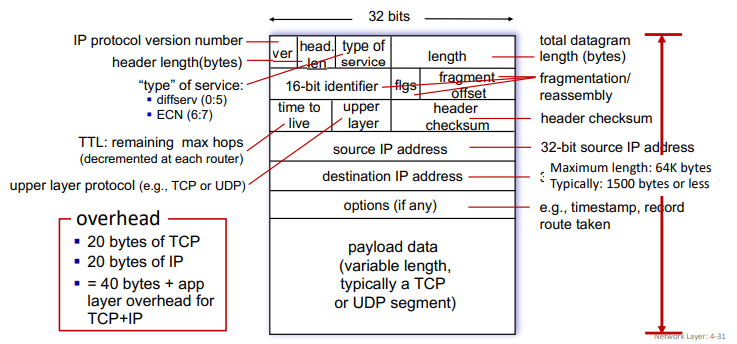 32 bits
IP protocol version number
header length(bytes)
“type” of service:
▪ diffserv (0:5)
▪ ECN (6:7)
TTL: remaining max hops
(decremented at each router)
upper layer protocol (e.g., TCP or UDP)
overhead
▪ 20 bytes of TCP
▪ 20 bytes of IP
▪ = 40 bytes + app
layer overhead for
TCP+IP
ver
head.
len
type of
service
length
16-bit identifier
flgs
fragment
offset
time to
live
upper
layer
header
checksum
source IP address
destination IP address
options (if any)
payload data
(variable length,
typically a TCP
or UDP segment)
total datagram
length (bytes)
fragmentation/
reassembly
header checksum
32-bit source IP address
Maximum length: 64K bytes
Typically: 1500 bytes or less
e.g., timestamp, record
route taken
Network Layer: 4-31